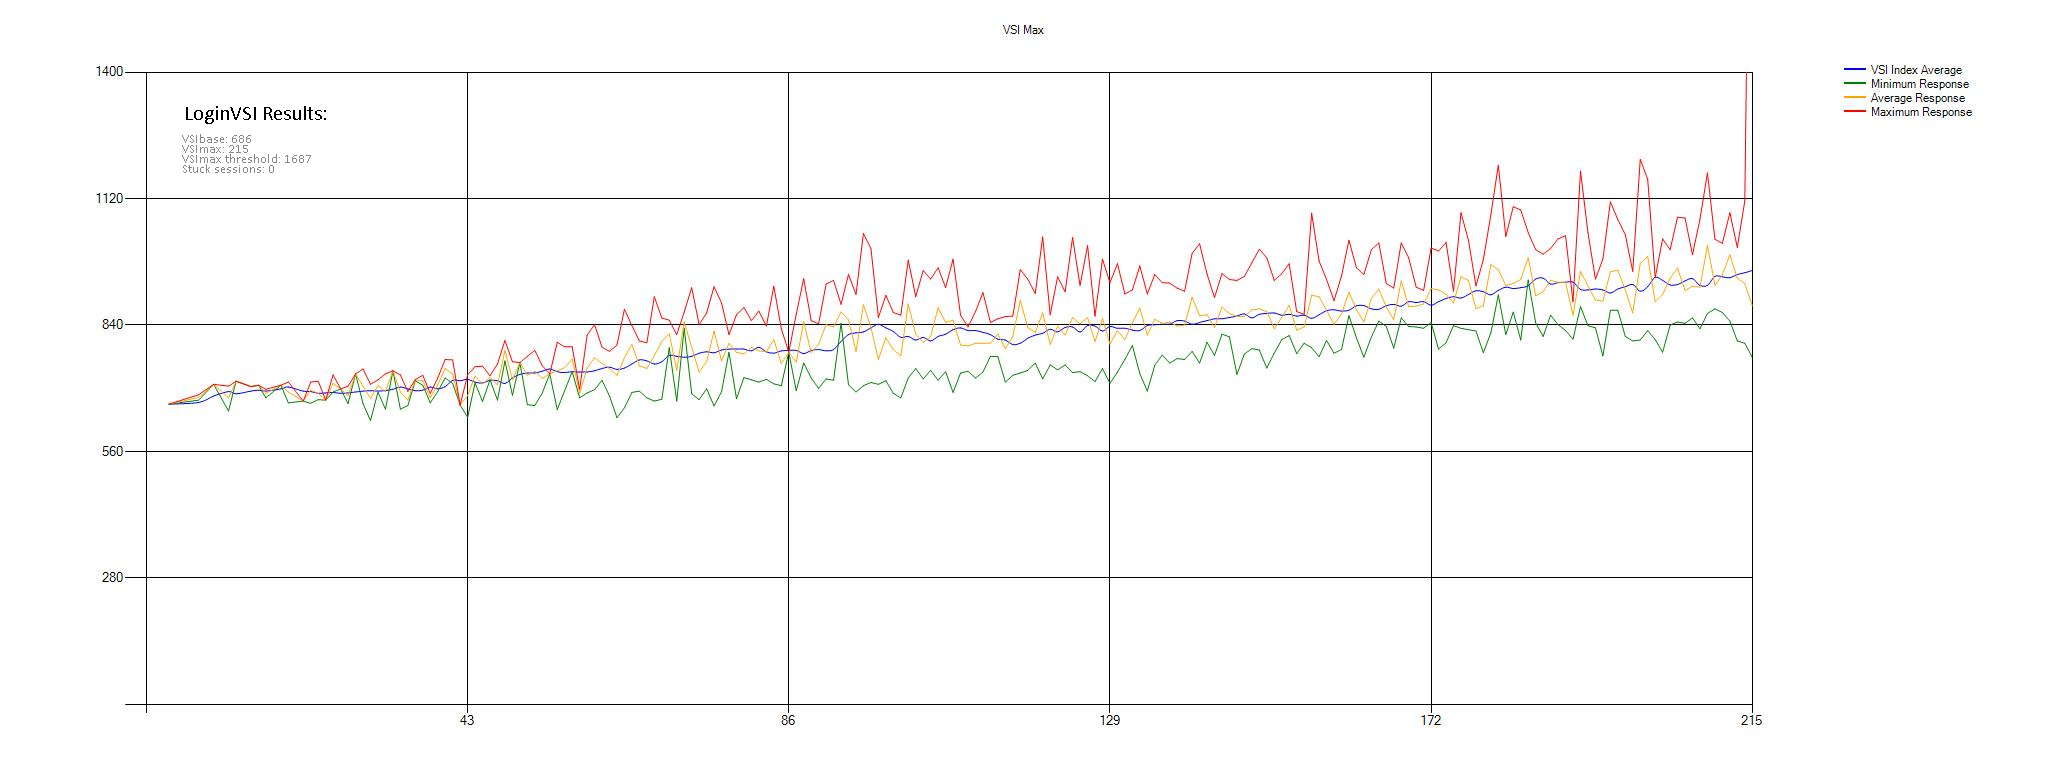 VSI Max
1400
1120
840
560
280
LoginVSI Results:
VSIbase: 686
VSImax: 215
VSImax threshold: 1687
Stuck sessions: 0
43
86
129
172
215
VSI Index Average
Minimum Response
Average Response
Maximum Response